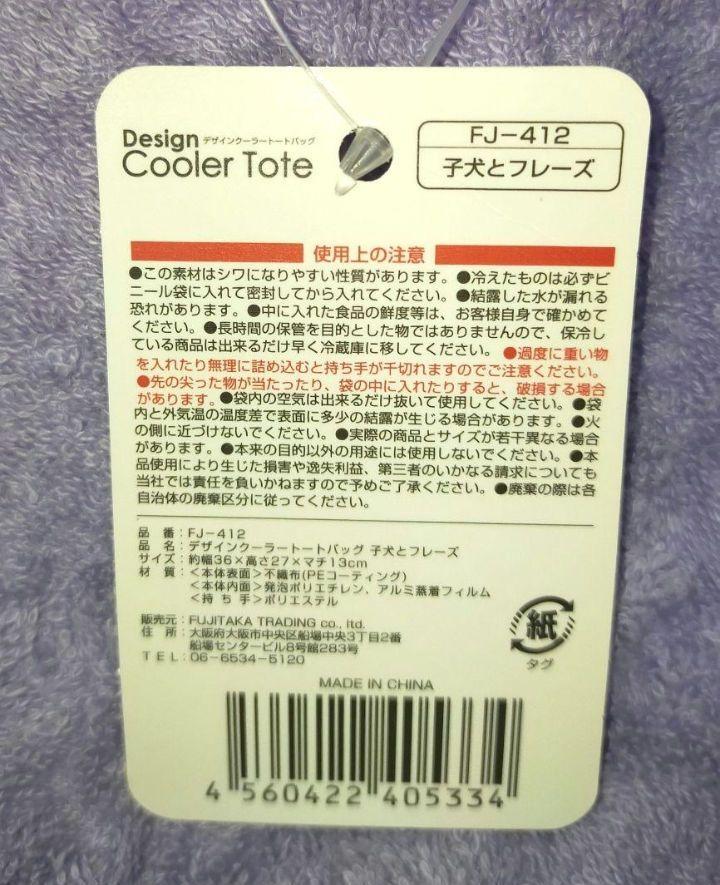 Design デザインクーラートートバッグ
Cooler Tote
FJ-412
子犬とフレーズ
使用上の注意
●この素材はシワになりやすい性質があります。●冷えたものは必ずビ
ニール袋に入れて密封してから入れてください。●結露した水が漏れる
恐れがあります。●中に入れた食品の鮮度等は、お客様自身で確かめて
ください。●長時間の保管を目的とした物ではありませんので、保冷し
ている商品は出来るだけ早く冷蔵庫に移してください。●過度に重い物
を入れたり無理に詰め込むと持ち手が千切れますのでご注意ください。
●先の尖った物が当たったり、袋の中に入れたりすると、破損する場合
があります。●袋内の空気は出来るだけ抜いて使用してください。●袋
内と外気温の温度差で表面に多少の結露が生じる場合があります。●火
の側に近づけないでください。●実際の商品とサイズが若干異なる場合
があります。●本来の目的以外の用途には使用しないでください。●本
品使用により生じた損害や逸失利益、第三者のいかなる請求についても
当社では責任を負いかねますので予めご了承ください。●廃棄の際は各
自治体の廃棄区分に従ってください。
品 番：FJ-412
品 名：デザインクーラートートバッグ 子犬とフレーズ
サイズ：約幅36×高さ27×マチ13cm
材 質：＜本体表面＞不織布(PEコーティング)
＜本体内面＞発泡ポリエチレン、アルミ蒸着フィルム
＜持ち手＞ポリエステル
販売元：FUJITAKA TRADING co., ltd.
住 所：大阪府大阪市中央区船場中央3丁目2番
船場センタービル8号館283号
TEL：06-6534-5120
紙
タグ
MADE IN CHINA
4 560422 405334